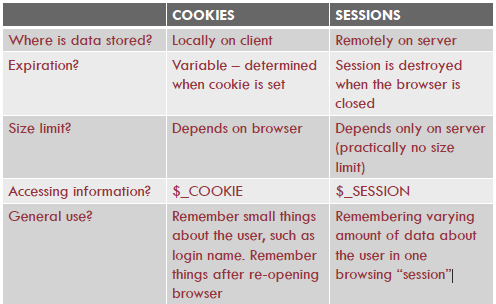 COOKIES SESSIONS
Where is data stored? Locally on client Remotely on server
Expiration? Variable – determined Session is destroyed
when cookie is set when the browser is
closed
Size limit? Depends on browser Depends only on server
(practically no size
limit)
Accessing information? $_COOKIE $_SESSION
General use? Remember small things Remembering varying
about the user, such as amount of data about
login name. Remember the user in one
things after re-opening browsing “session”
browser